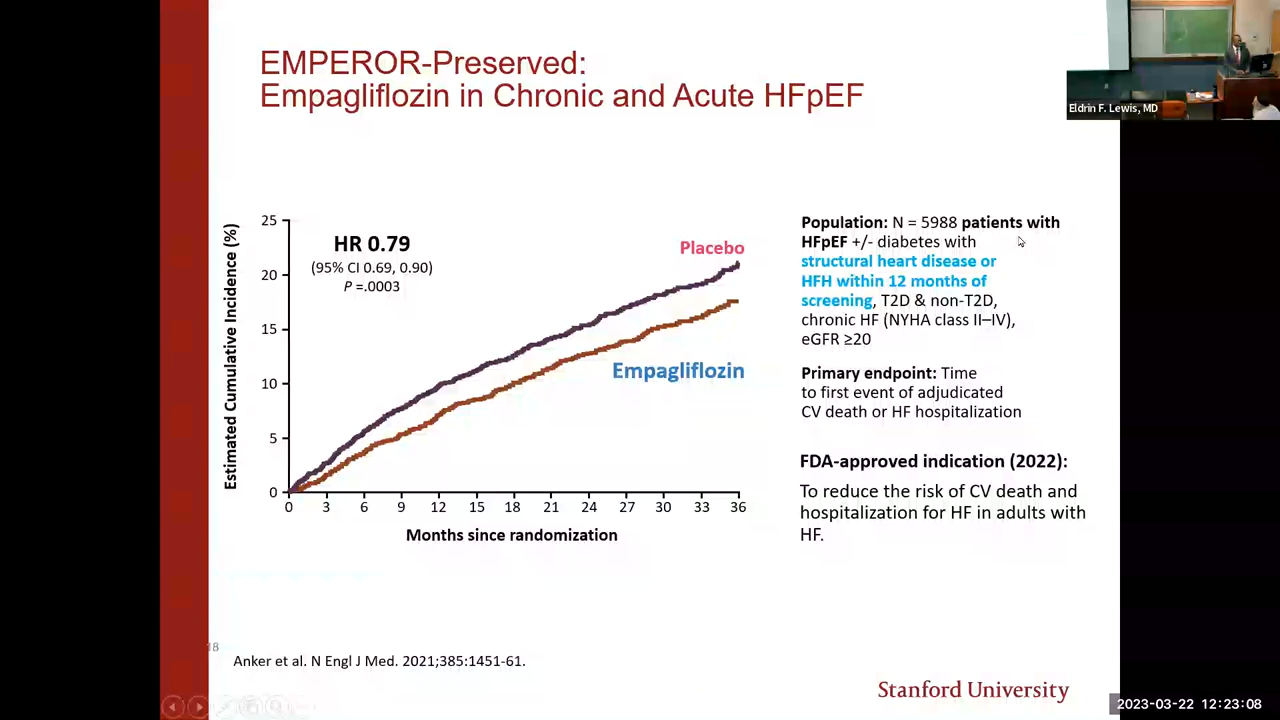 EMPEROR-Preserved:
Empagliflozin in Chronic and Acute HFpEF
Eldrin F. Lewis, MD
Estimated Cumulative Incidence (%)
25
20
15
10
5
0
HR 0.79
(95% CI 0.69, 0.90)
P =.0003
Placebo
Empagliflozin
0 3 6 9 12 15 18 21 24 27 30 33 36
Months since randomization
Population: N = 5988 patients with
HFpEF +/- diabetes with
structural heart disease or
HFH within 12 months of
screening, T2D & non-T2D,
chronic HF (NYHA class II–IV),
eGFR ≥20
Primary endpoint: Time
to first event of adjudicated
CV death or HF hospitalization
FDA-approved indication (2022):
To reduce the risk of CV death and
hospitalization for HF in adults with
HF.
18
Anker et al. N Engl J Med. 2021;385:1451-61.
Stanford University
2023-03-22 12:23:08